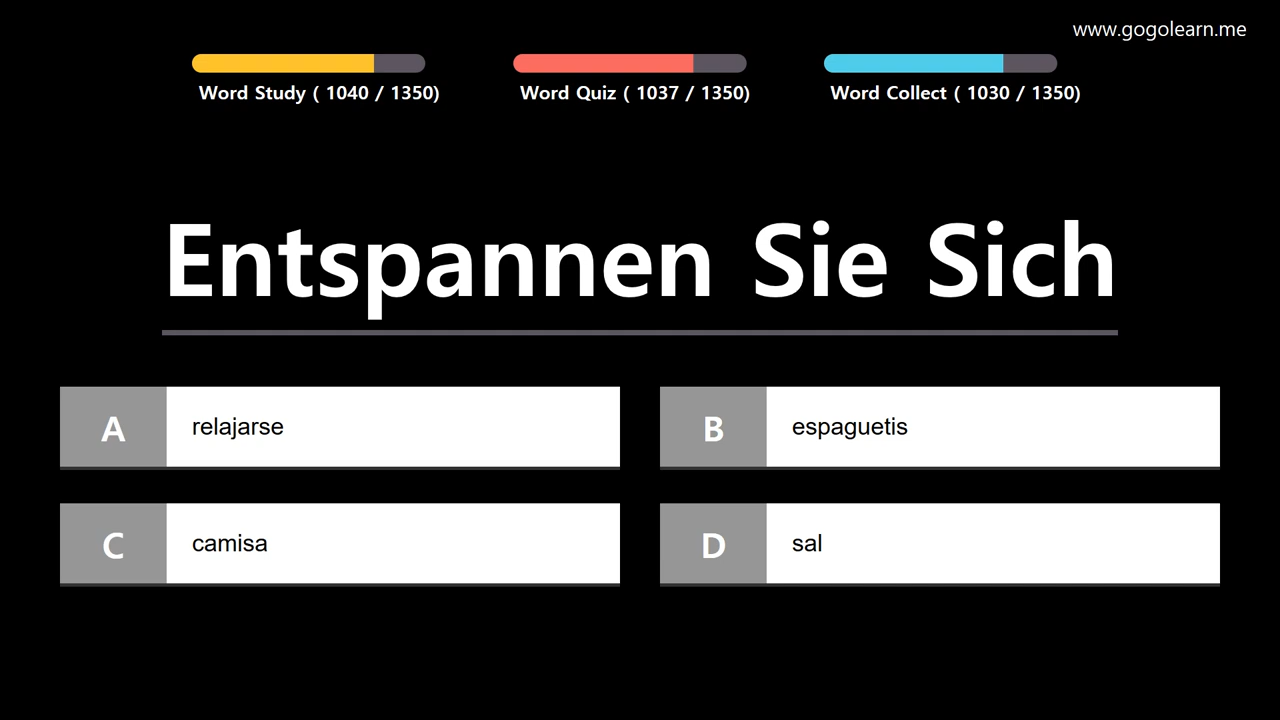 www.gogolearn.me
Word Study ( 1040 / 1350)
Word Quiz ( 1037 / 1350)
Word Collect ( 1030 / 1350)
Entspannen Sie Sich
A relajarse
B espaguetis
C camisa
D sal